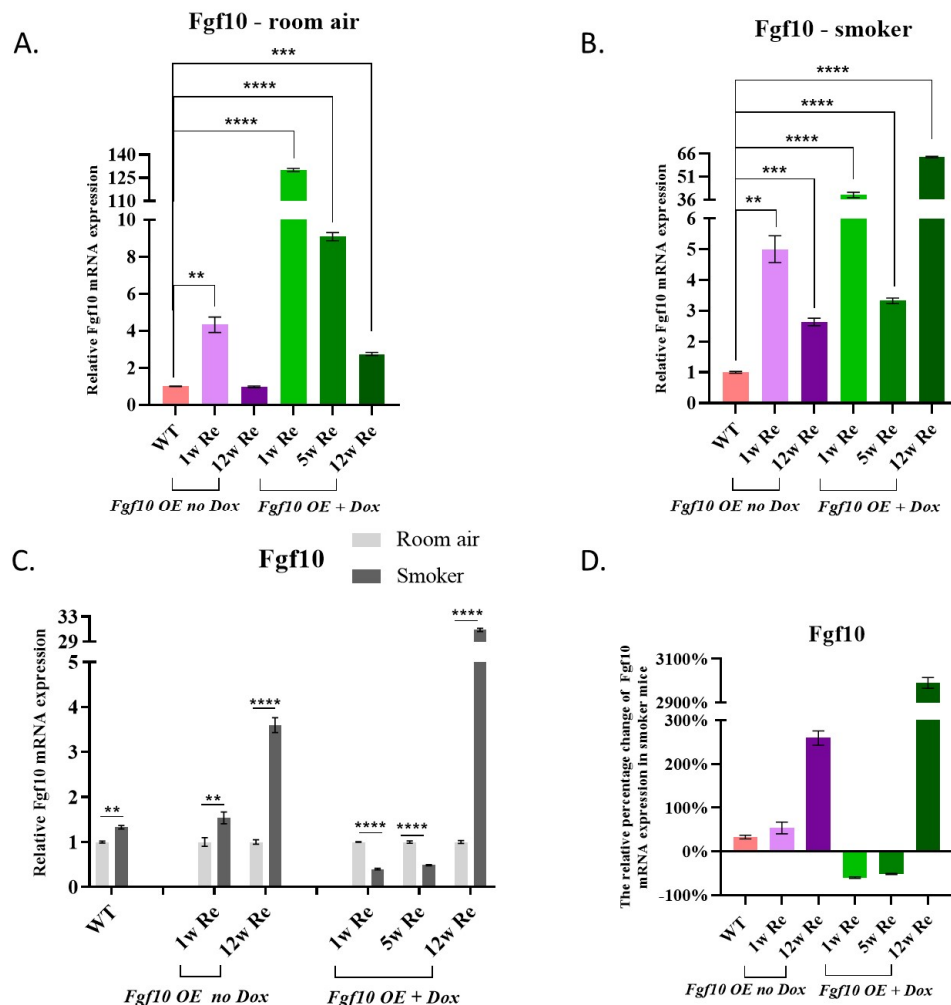 A.
Fgf10 - room air
***
****
****
**
Relative Fgf10 mRNA expression
140
125
110
10
8
6
4
2
0
WT
1w Re
12w Re
1w Re
5w Re
12w Re
Fgf10 OE no Dox
Fgf10 OE + Dox
B.
Fgf10 - smoker
****
****
****
***
**
Relative Fgf10 mRNA expression
66
51
36
6
5
4
3
2
1
0
WT
1w Re
12w Re
1w Re
5w Re
12w Re
Fgf10 OE no Dox
Fgf10 OE + Dox
C.
Fgf10
Room air
Smoker
Relative Fgf10 mRNA expression
33
29
5
4
3
2
1
0
**
**
****
****
****
****
WT
1w Re
12w Re
1w Re
5w Re
12w Re
Fgf10 OE no Dox
Fgf10 OE + Dox
D.
Fgf10
The relative percentage change of Fgf10
mRNA expression in smoker mice
3100%
2900%
300%
200%
100%
0%
-100%
WT
1w Re
12w Re
1w Re
5w Re
12w Re
Fgf10 OE no Dox
Fgf10 OE + Dox